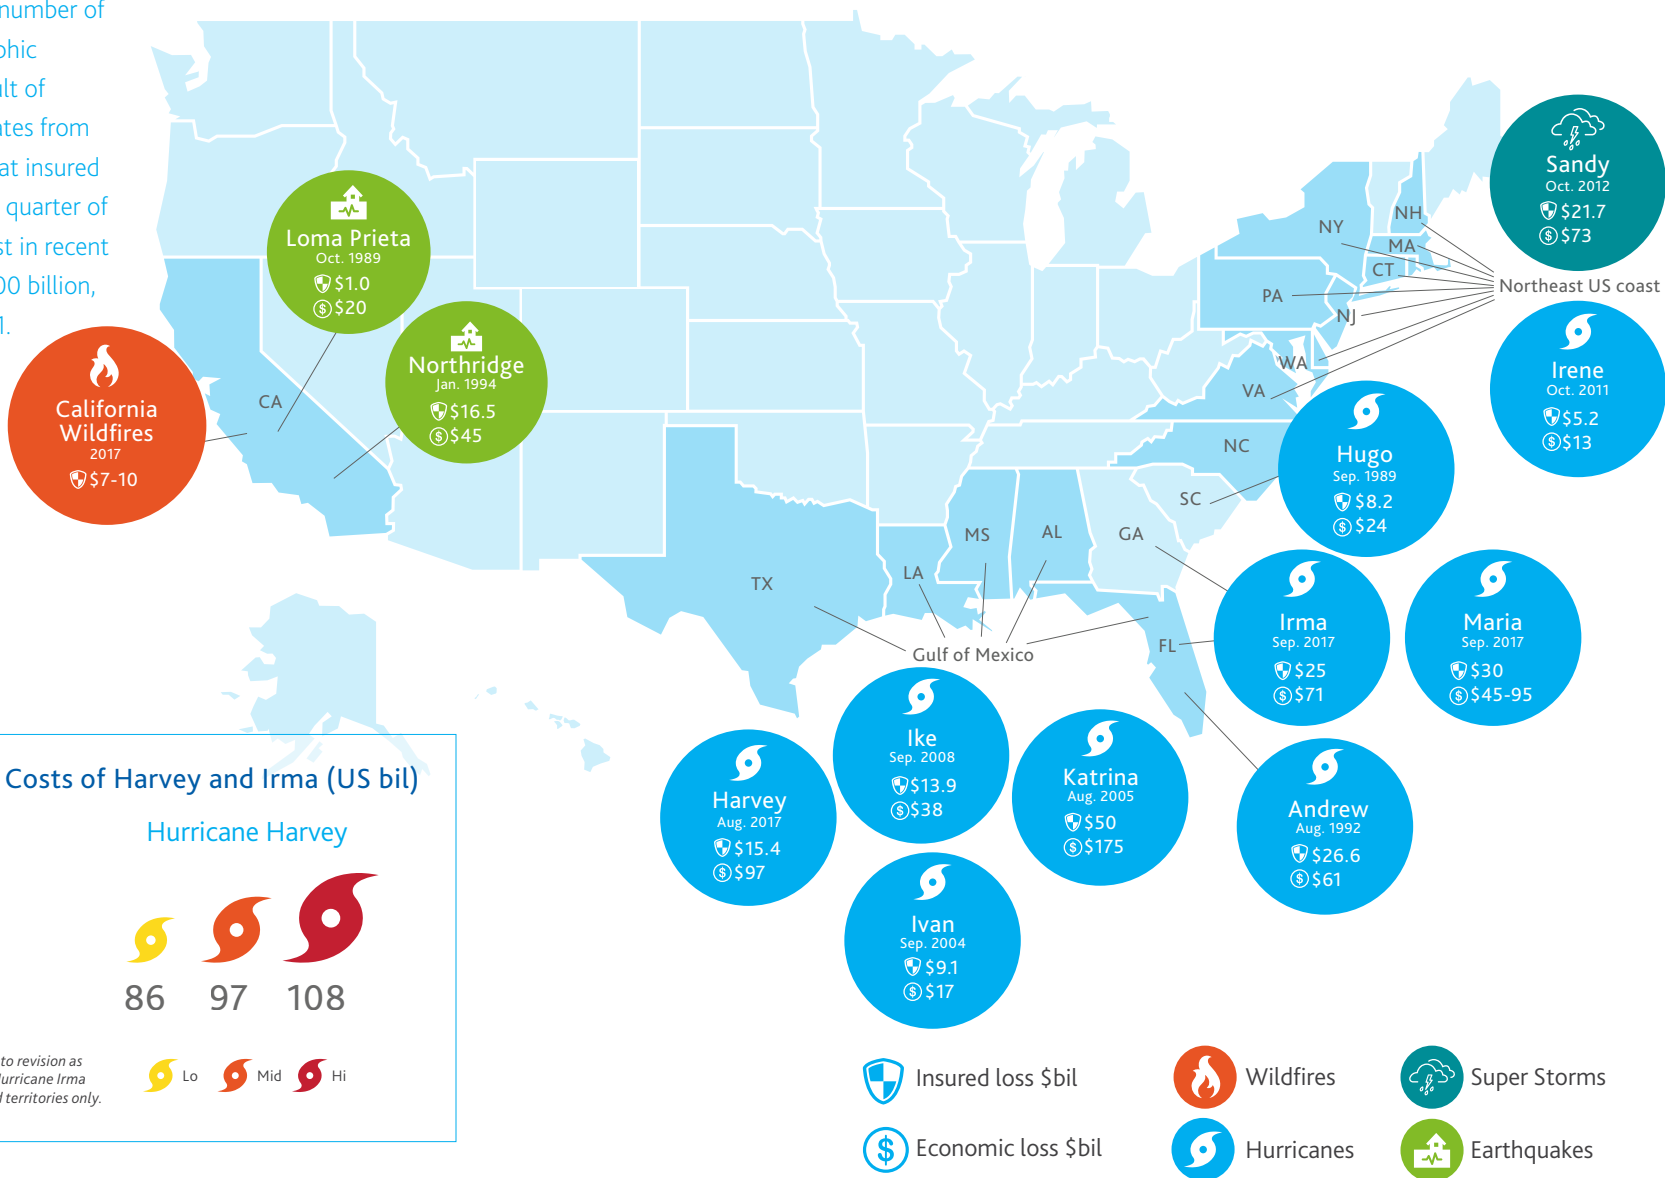 number of
phic
ult of
ates from
at insured
quarter of
st in recent
00 billion,
1.
Loma Prieta
Oct. 1989
$1.0
$20
Northridge
Jan. 1994
$16.5
$45
California
Wildfires
2017
$7-10
CA
TX
LA
MS
AL
GA
FL
SC
NC
VA
WA
NJ
PA
CT
MA
NH
NY
Northeast US coast
Gulf of Mexico
Sandy
Oct. 2012
$21.7
$73
Irene
Oct. 2011
$5.2
$13
Hugo
Sep. 1989
$8.2
$24
Irma
Sep. 2017
$25
$71
Maria
Sep. 2017
$30
$45-95
Ike
Sep. 2008
$13.9
$38
Katrina
Aug. 2005
$50
$175
Harvey
Aug. 2017
$15.4
$97
Andrew
Aug. 1992
$26.6
$61
Ivan
Sep. 2004
$9.1
$17
Costs of Harvey and Irma (US bil)
Hurricane Harvey
86 97 108
to revision as
Hurricane Irma
d territories only.
Lo Mid Hi
Insured loss $bil
Economic loss $bil
Wildfires
Hurricanes
Super Storms
Earthquakes